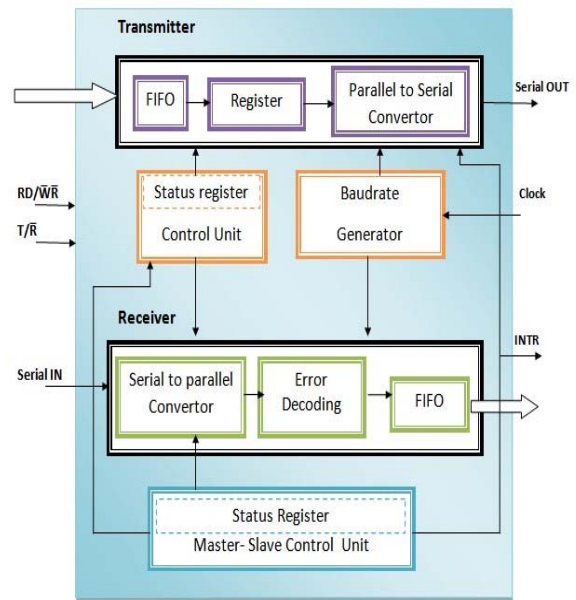 Transmitter
FIFO
Register
Parallel to Serial
Convertor
Serial OUT
Status register
Control Unit
Baudrate
Generator
RD/W̅R̅
T/R̅
Clock
Receiver
INTR
Serial IN
Serial to parallel
Convertor
Error
Decoding
FIFO
Status Register
Master- Slave Control Unit